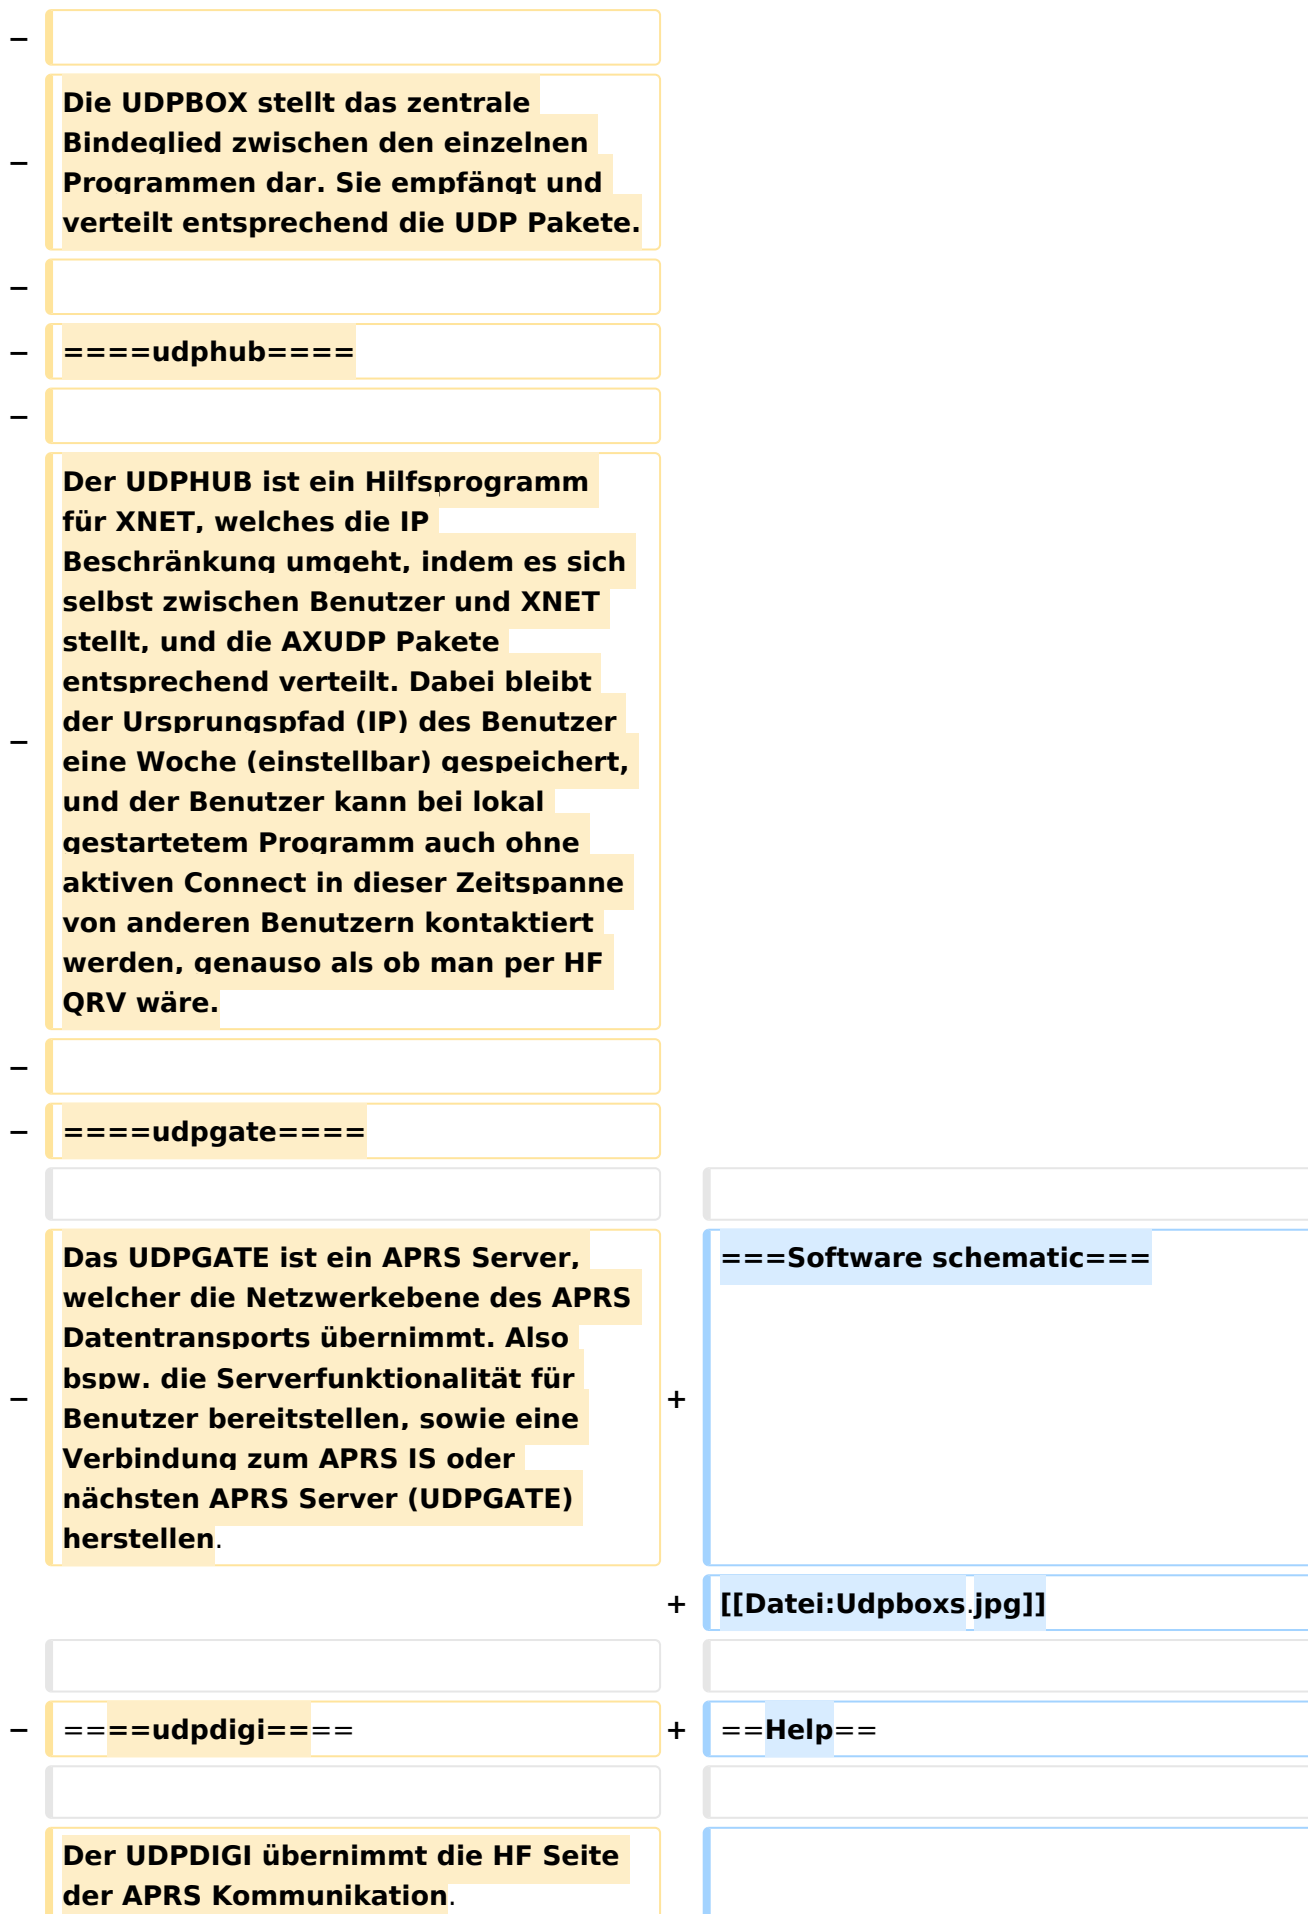 −
Die UDPBOX stellt das zentrale
Bindeglied zwischen den einzelnen
− Programmen dar. Sie empfängt und
verteilt entsprechend die UDP Pakete.
−
− ====udphub====
−
Der UDPHUB ist ein Hilfsprogramm
für XNET, welches die IP
Beschränkung umgeht, indem es sich
selbst zwischen Benutzer und XNET
stellt, und die AXUDP Pakete
entsprechend verteilt. Dabei bleibt
der Ursprungspfad (IP) des Benutzer
− eine Woche (einstellbar) gespeichert,
und der Benutzer kann bei lokal
gestartetem Programm auch ohne
aktiven Connect in dieser Zeitspanne
von anderen Benutzern kontaktiert
werden, genauso als ob man per HF
QRV wäre.
−
− ====udpgate====
Das UDPGATE ist ein APRS Server,
welcher die Netzwerkebene des APRS
Datentransports übernimmt. Also
bspw. die Serverfunktionalität für
− Benutzer bereitstellen, sowie eine
Verbindung zum APRS IS oder
nächsten APRS Server (UDPGATE)
herstellen.
+ ===Software schematic===
+ [[Datei:Udpboxs.jpg]]
− ====udpdigi====
+ ==Help==
Der UDPDIGI übernimmt die HF Seite
der APRS Kommunikation.